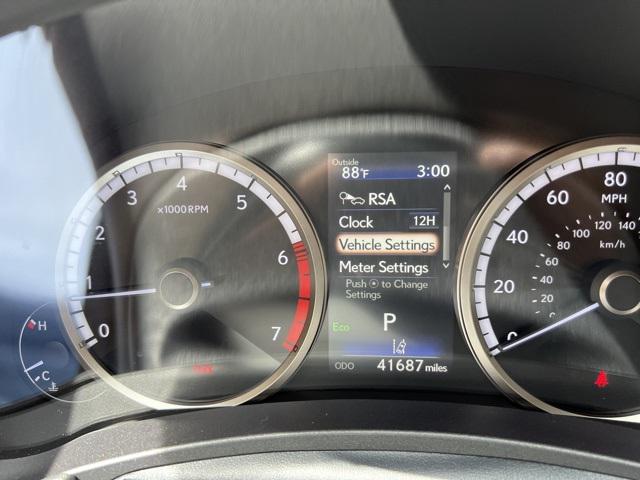 Outside
88°F 3:00
RSA
Clock 12H
Vehicle Settings
Meter Settings
Push ⊙ to Change
Settings
Eco P
ODO 41687 miles
0
1
2
3
4
5
6
7
x1000 RPM
H
C
0
20
40
60
80
MPH
0
20
40
60
80
100
120
140
km/h